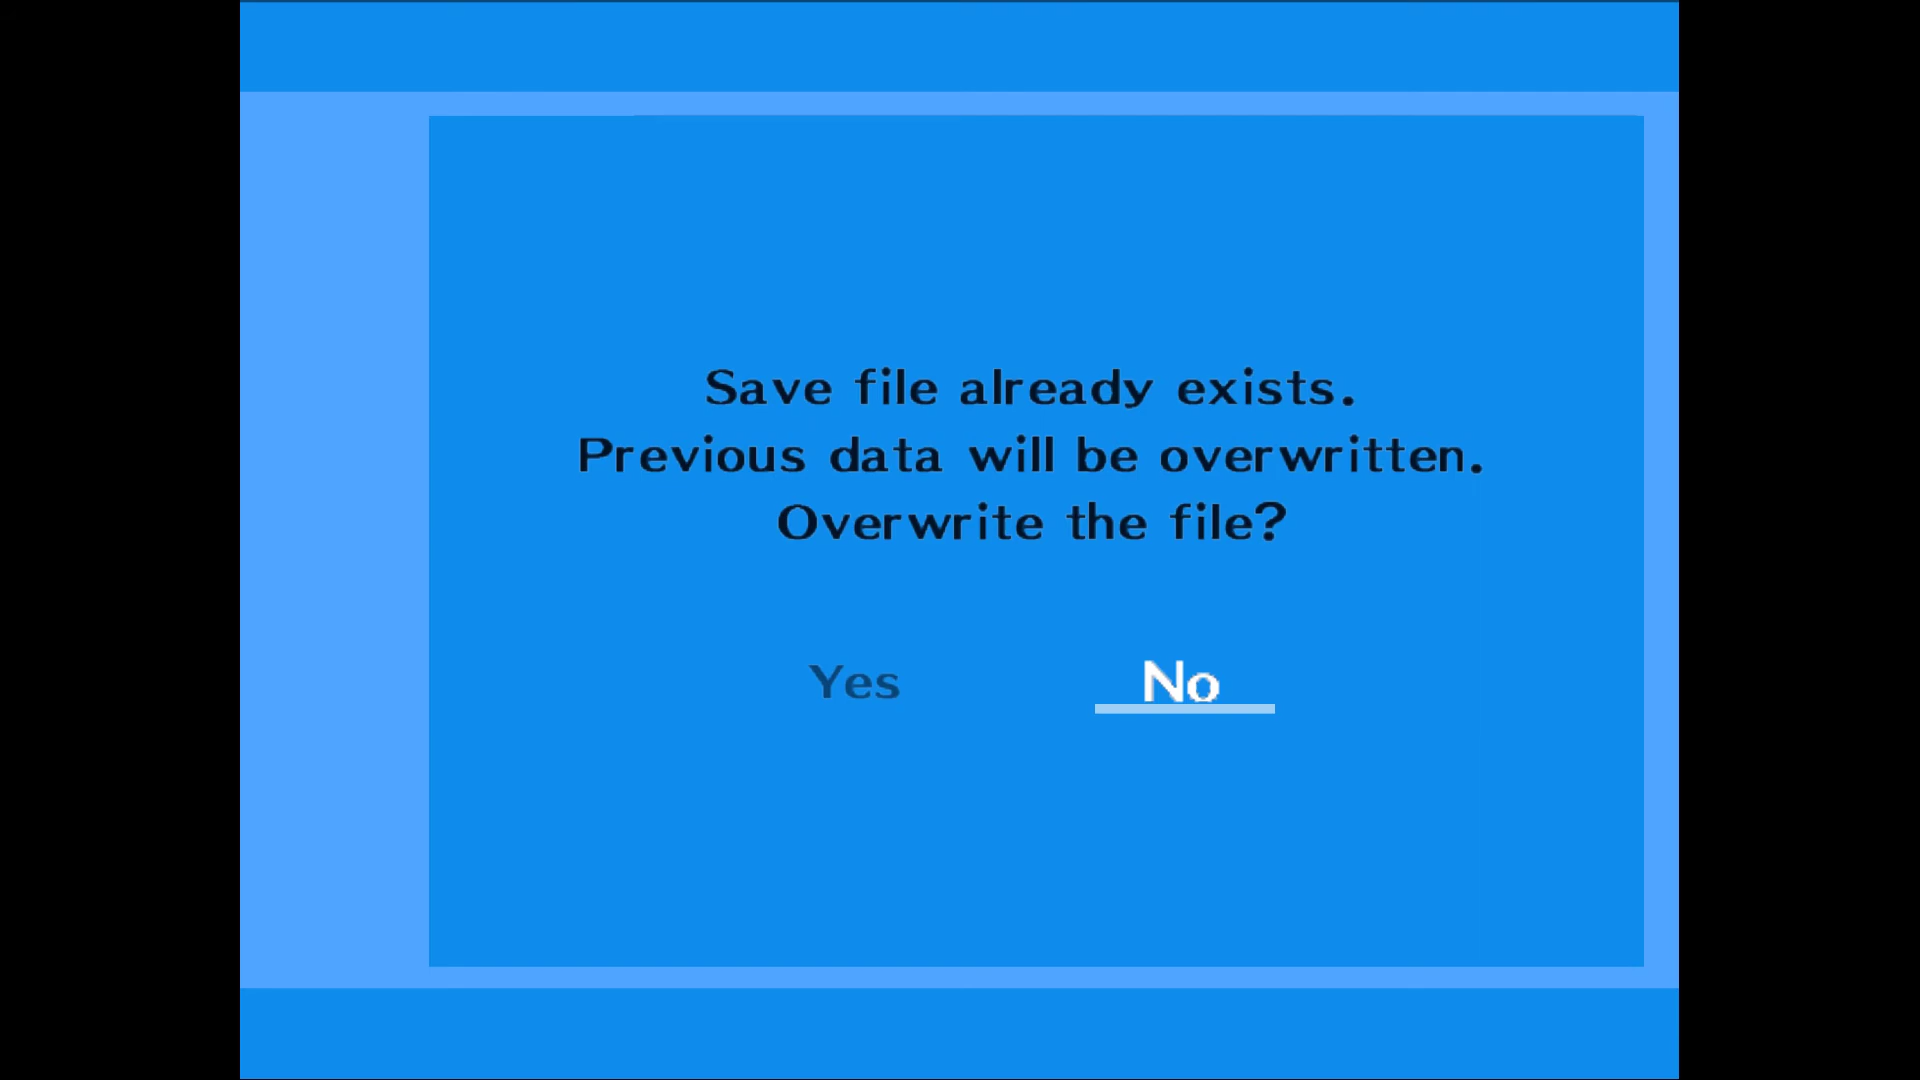 Save file already exists.
Previous data will be overwritten.
Overwrite the file?
Yes No